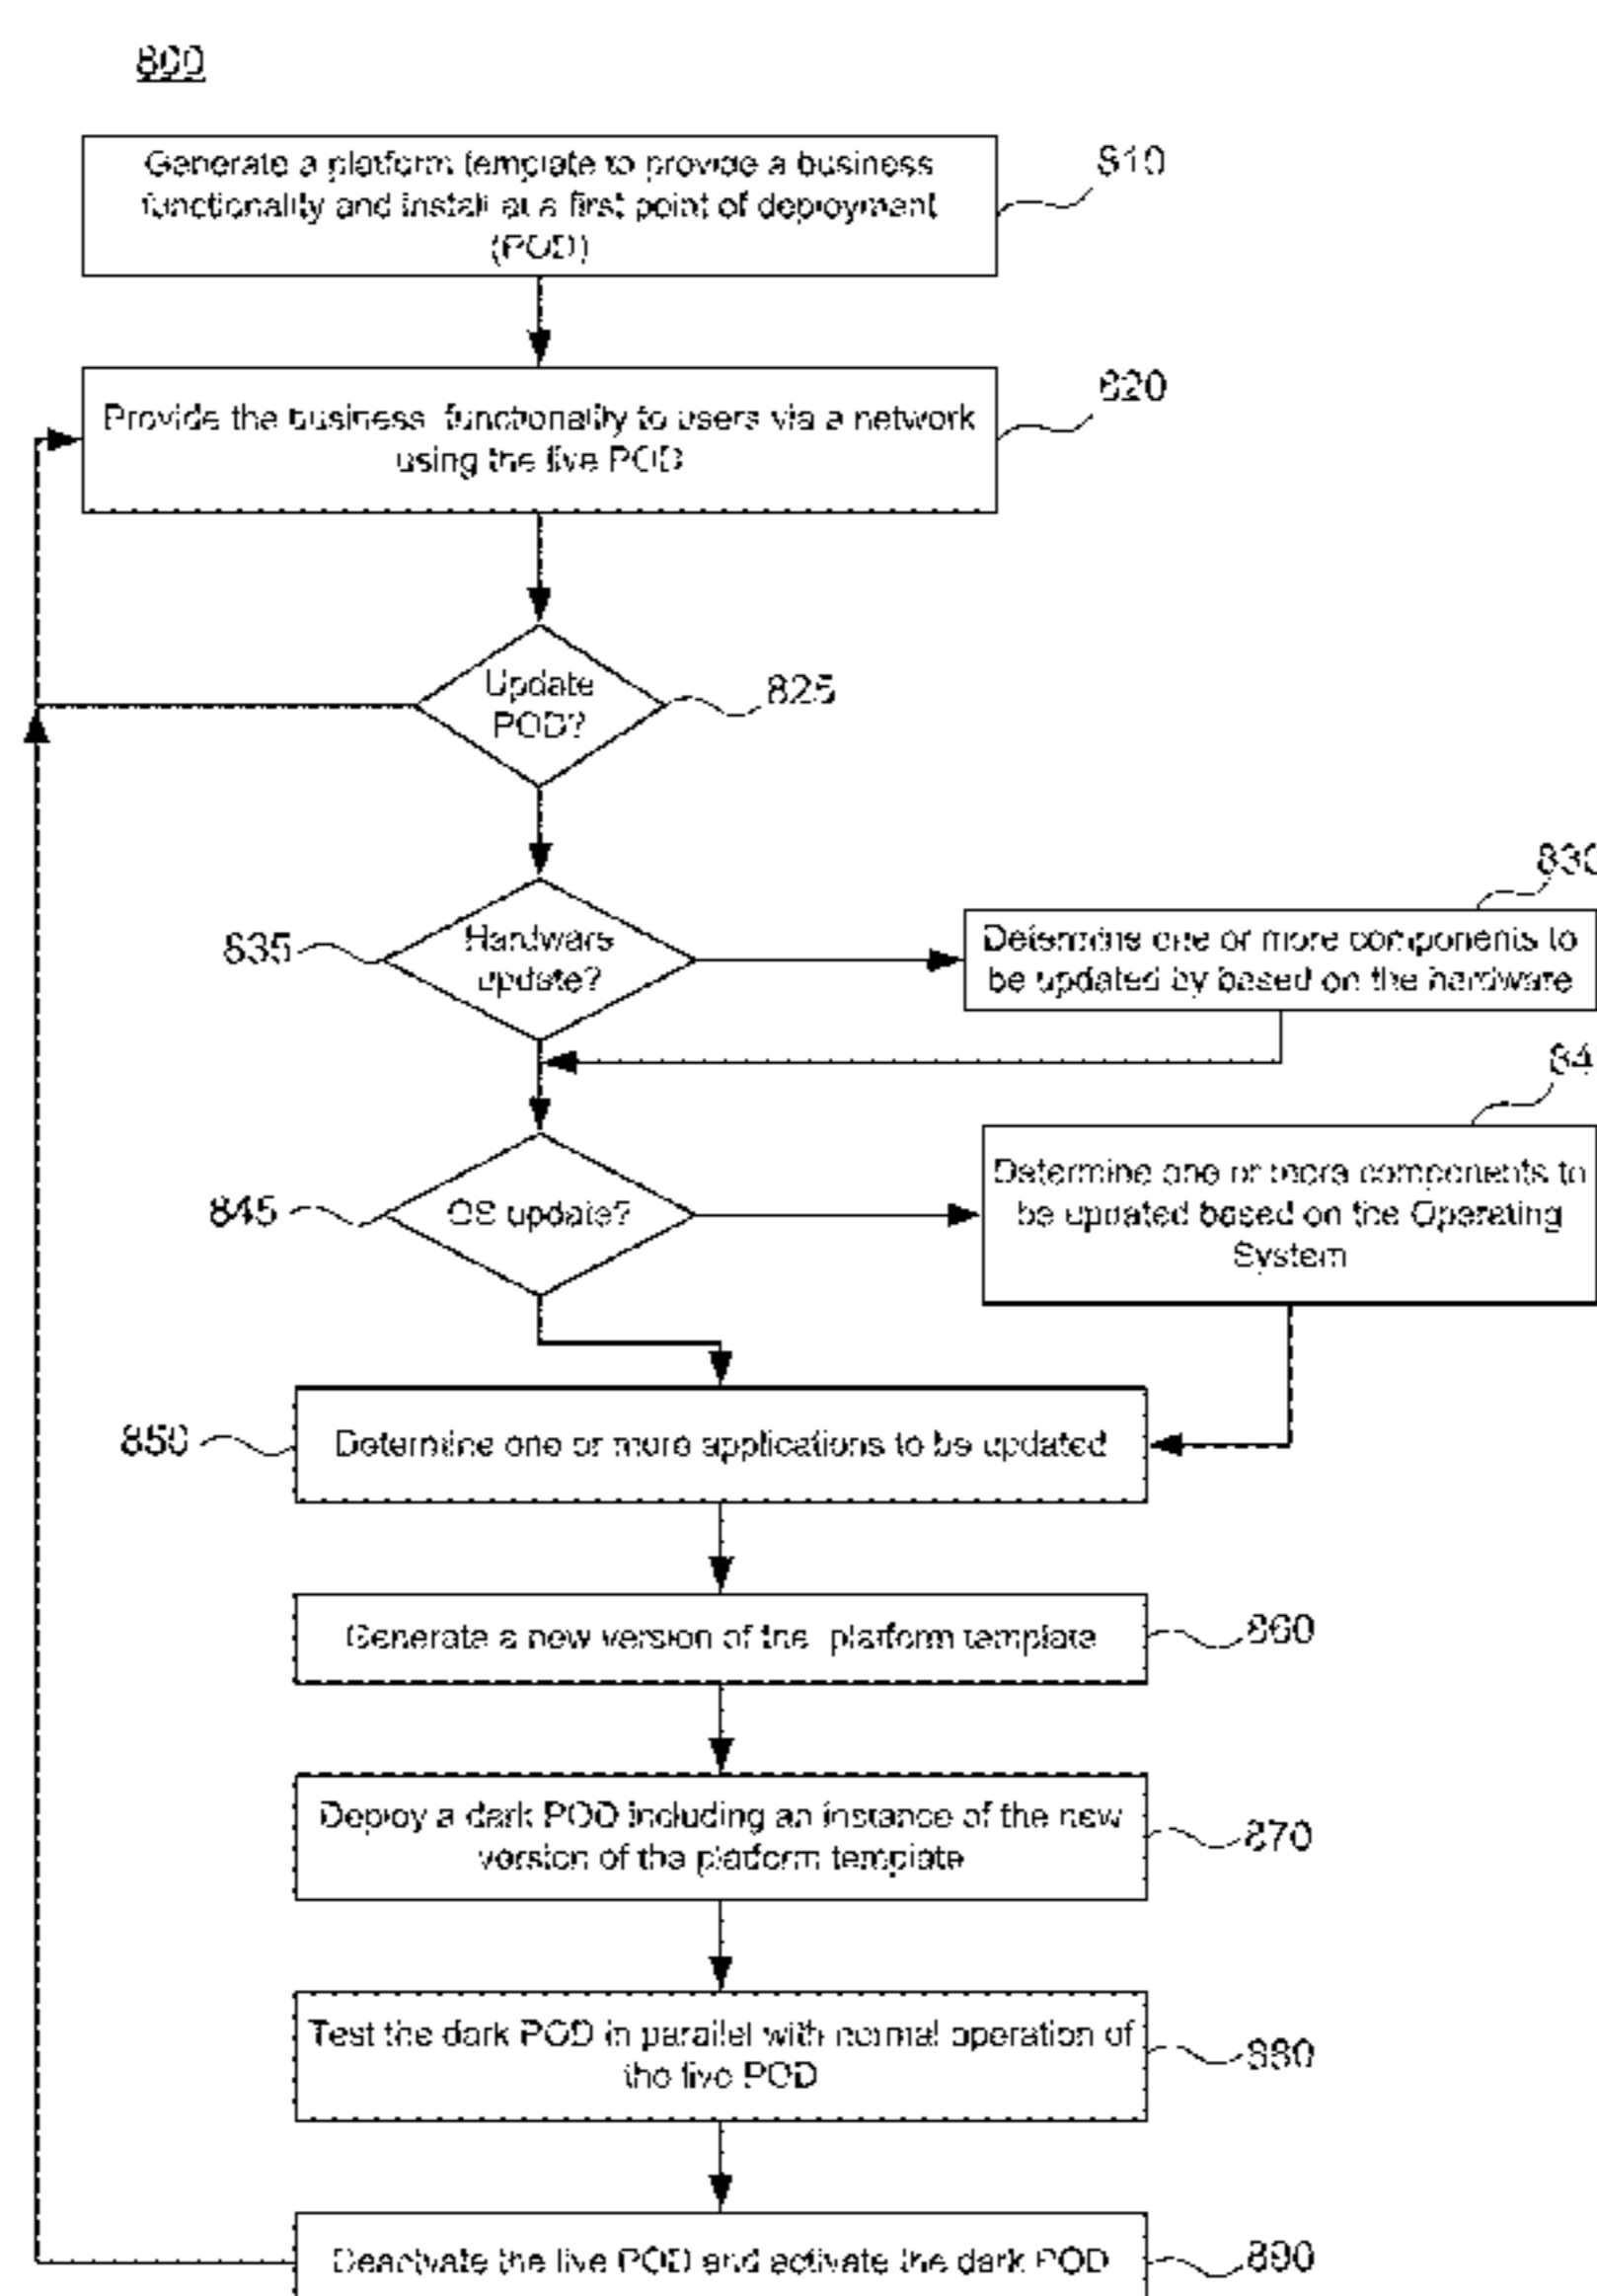 800
Generate a platform template to provide a business
functionality and install at a first point of deployment
(POD)
810
Provide the business functionality to users via a network
using the live POD
820
Update
POD?
825
Hardware
update?
835
Determine one or more components to
be updated by based on the hardware
830
OS update?
845
Determine one or more components to
be updated based on the Operating
System
84
Determine one or more applications to be updated
850
Generate a new version of the platform template
860
Deploy a dark POD including an instance of the new
version of the platform template
870
Test the dark POD in parallel with normal operation of
the live POD
880
Deactivate the live POD and activate the dark POD
890